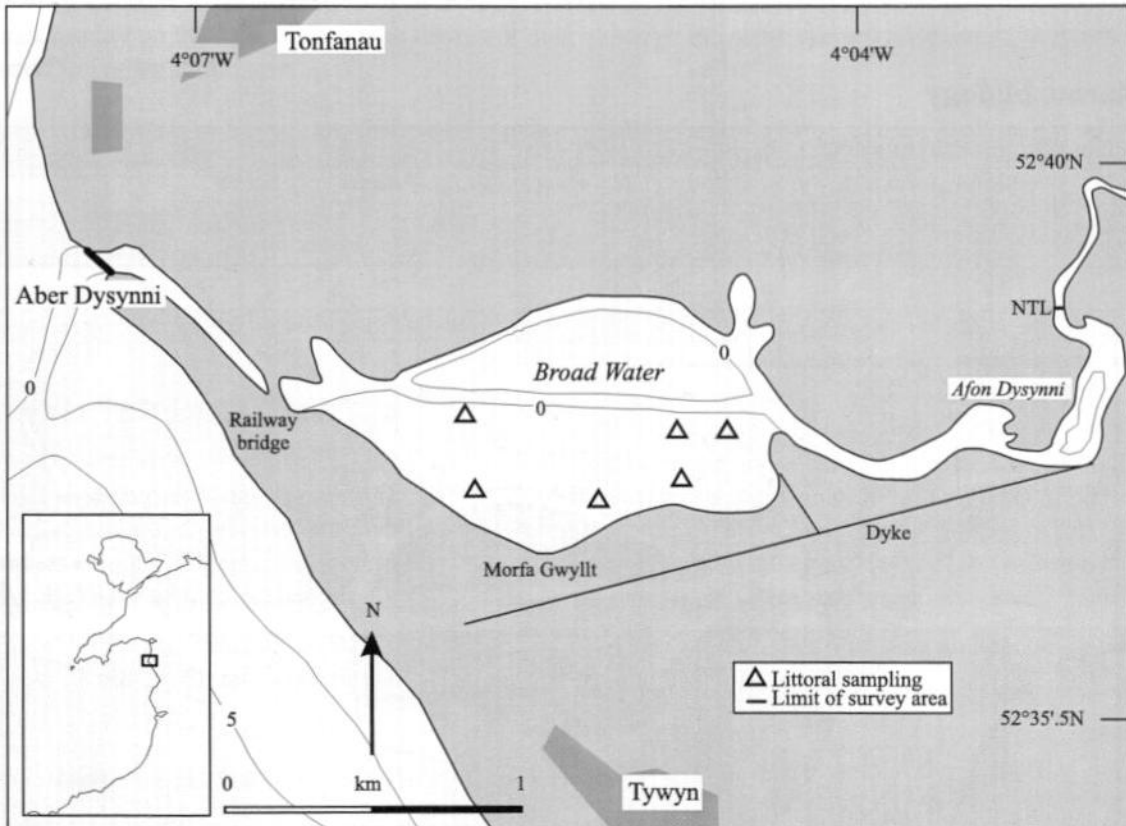 Tonfanau
4°07'W
4°04'W
52°40'N
Aber Dysynni
NTL
0
Broad Water
0
Afon Dysynni
0
Railway
bridge
Dyke
Morfa Gwyllt
N
Littoral sampling
Limit of survey area
5
52°35'.5N
0
km
1
Tywyn